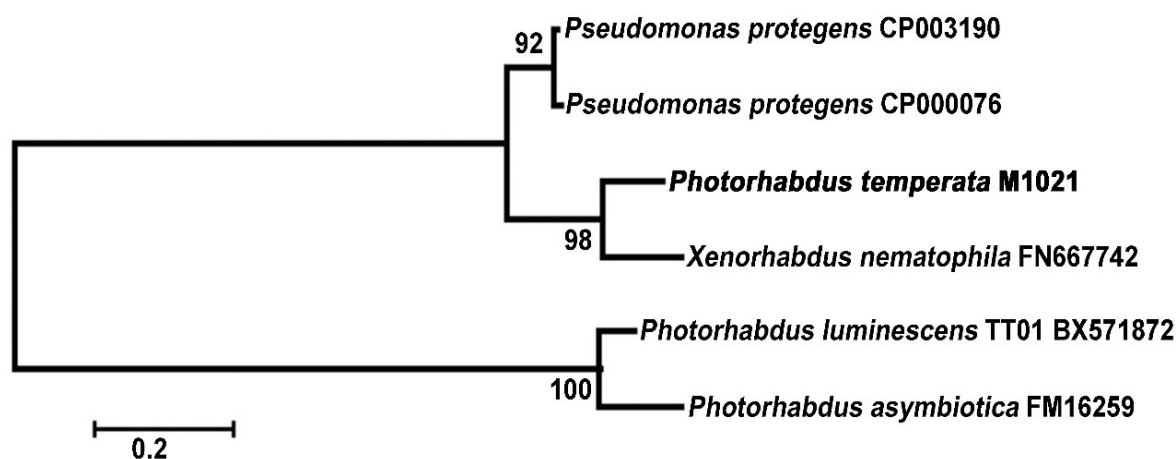 Pseudomonas protegens CP003190
92
Pseudomonas protegens CP000076
Photorhabdus temperata M1021
98
Xenorhabdus nematophila FN667742
Photorhabdus luminescens TT01 BX571872
100
Photorhabdus asymbiotica FM16259
0.2